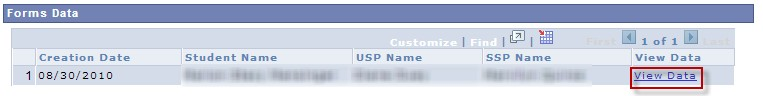 Forms Data
Customize | Find | First 1 of 1 Last
Creation Date Student Name USP Name SSP Name View Data
1 08/30/2010 View Data